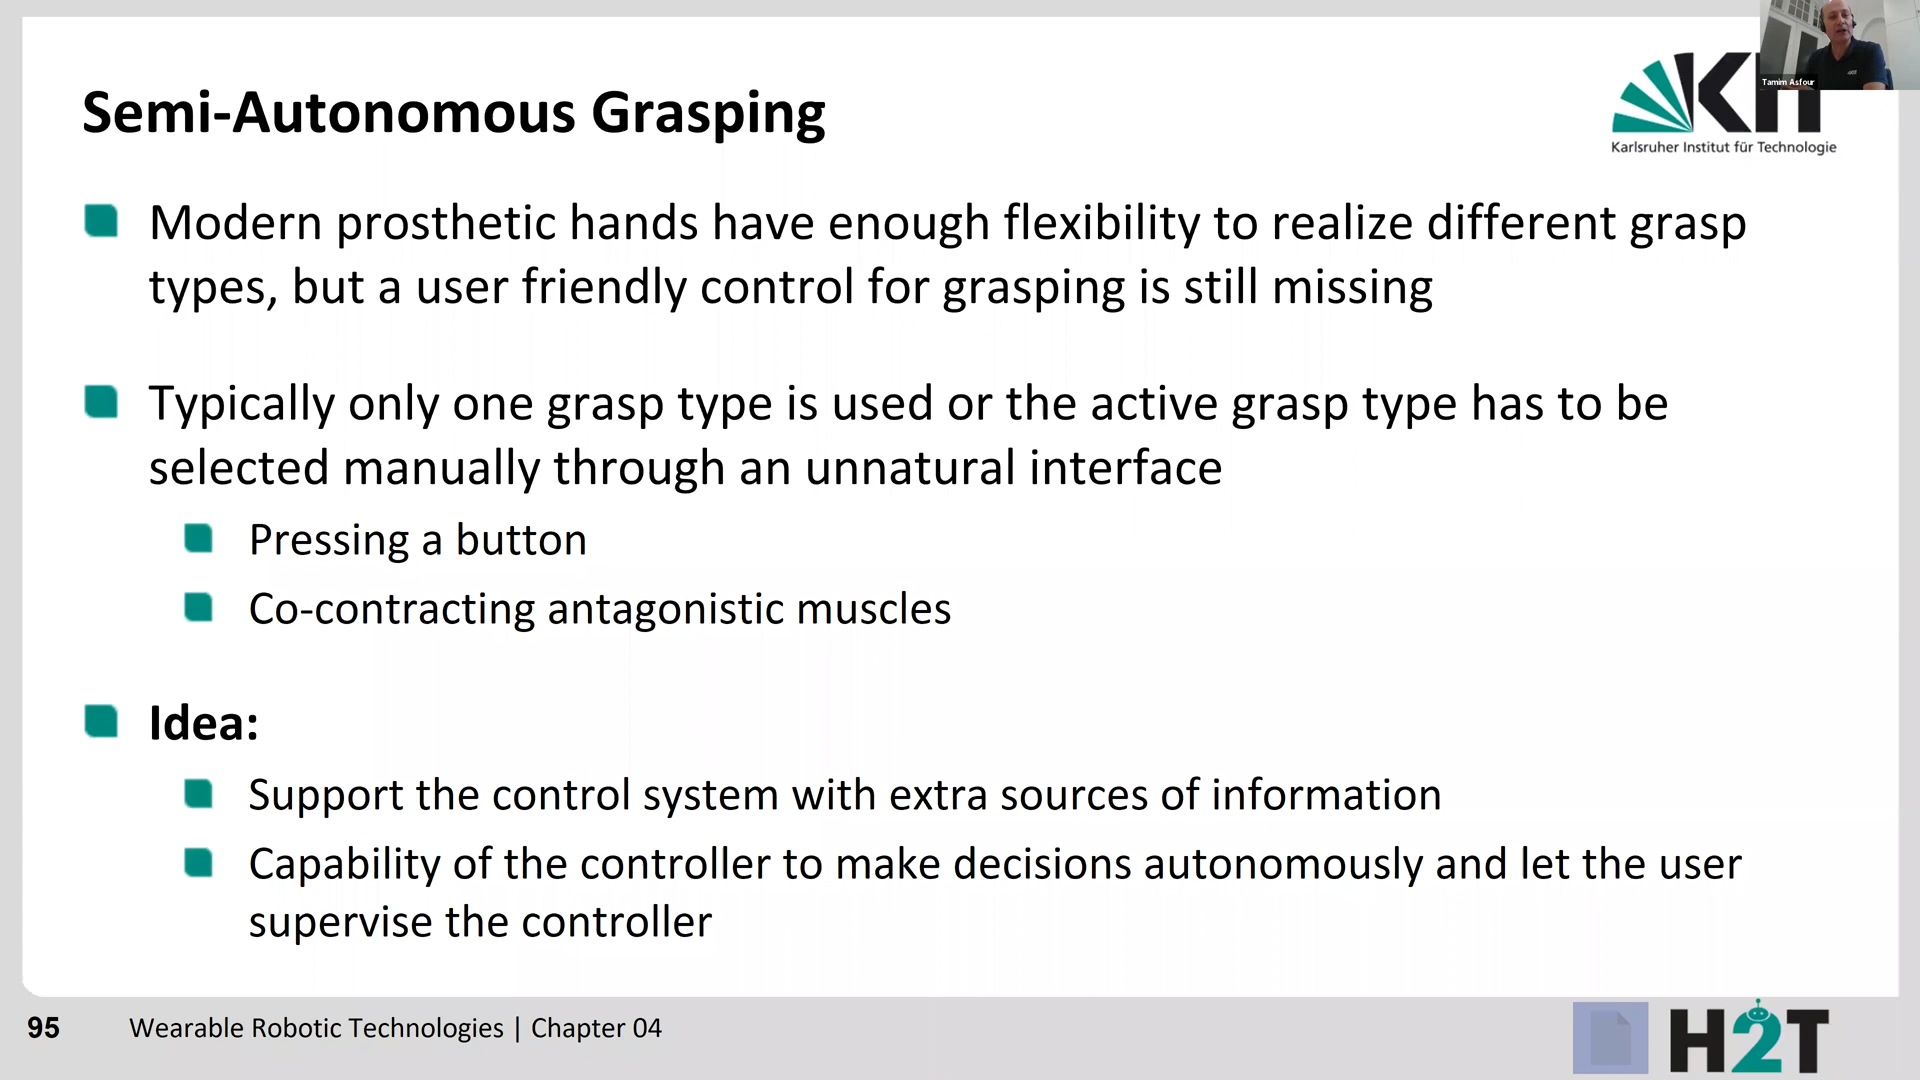 Tamim Asfour
Semi-Autonomous Grasping
Karlsruher Institut für Technologie
Modern prosthetic hands have enough flexibility to realize different grasp
types, but a user friendly control for grasping is still missing
Typically only one grasp type is used or the active grasp type has to be
selected manually through an unnatural interface
Pressing a button
Co-contracting antagonistic muscles
Idea:
Support the control system with extra sources of information
Capability of the controller to make decisions autonomously and let the user
supervise the controller
95 Wearable Robotic Technologies | Chapter 04
H2T